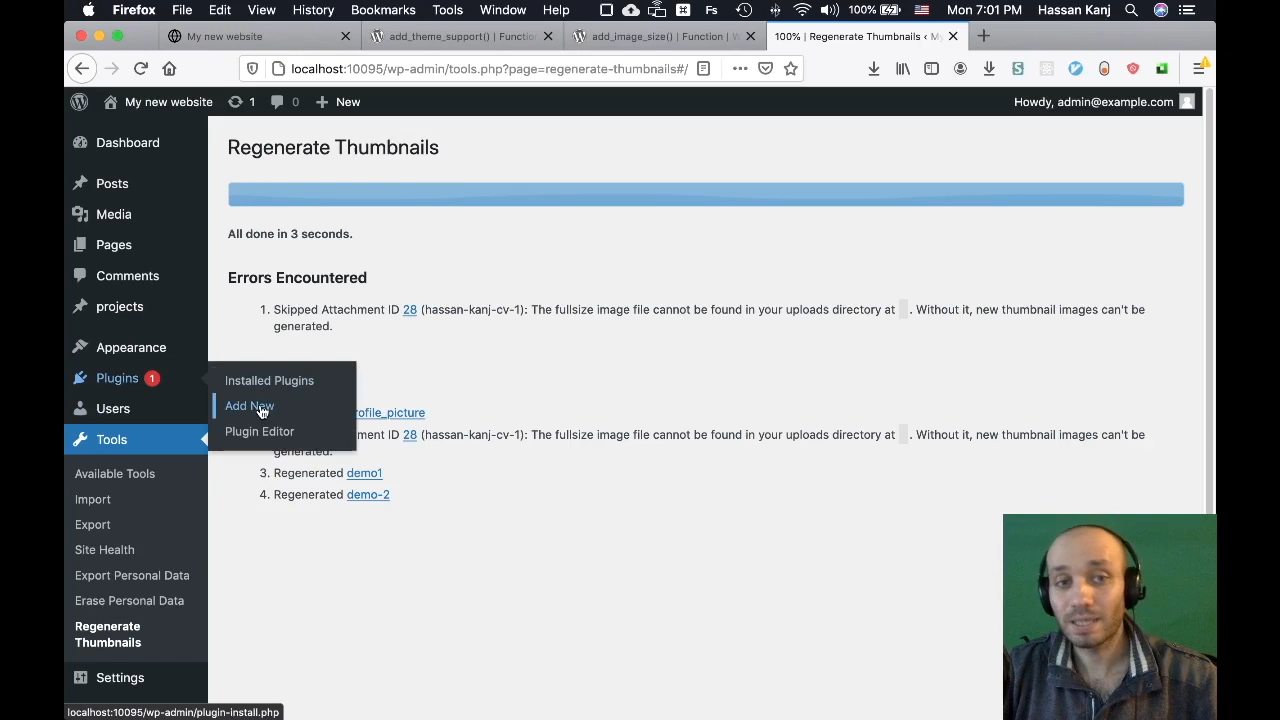 Firefox File Edit View History Bookmarks Tools Window Help Fs 100% Mon 7:01 PM Hassan Kanj
My new website
add_theme_support() | Function
add_image_size() | Function | W
100% | Regenerate Thumbnails ‹ My
localhost:10095/wp-admin/tools.php?page=regenerate-thumbnails#/
My new website 1 0 New Howdy, admin@example.com
Dashboard
Posts
Media
Pages
Comments
projects
Appearance
Plugins 1
Users
Tools
Available Tools
Import
Export
Site Health
Export Personal Data
Erase Personal Data
Regenerate
Thumbnails
Settings
Installed Plugins
Add New
Plugin Editor
Regenerate Thumbnails
All done in 3 seconds.
Errors Encountered
1. Skipped Attachment ID 28 (hassan-kanj-cv-1): The fullsize image file cannot be found in your uploads directory at . Without it, new thumbnail images can't be
generated.
rofile_picture
ment ID 28 (hassan-kanj-cv-1): The fullsize image file cannot be found in your uploads directory at . Without it, new thumbnail images can't be
generated.
3. Regenerated demo1
4. Regenerated demo-2
localhost:10095/wp-admin/plugin-install.php